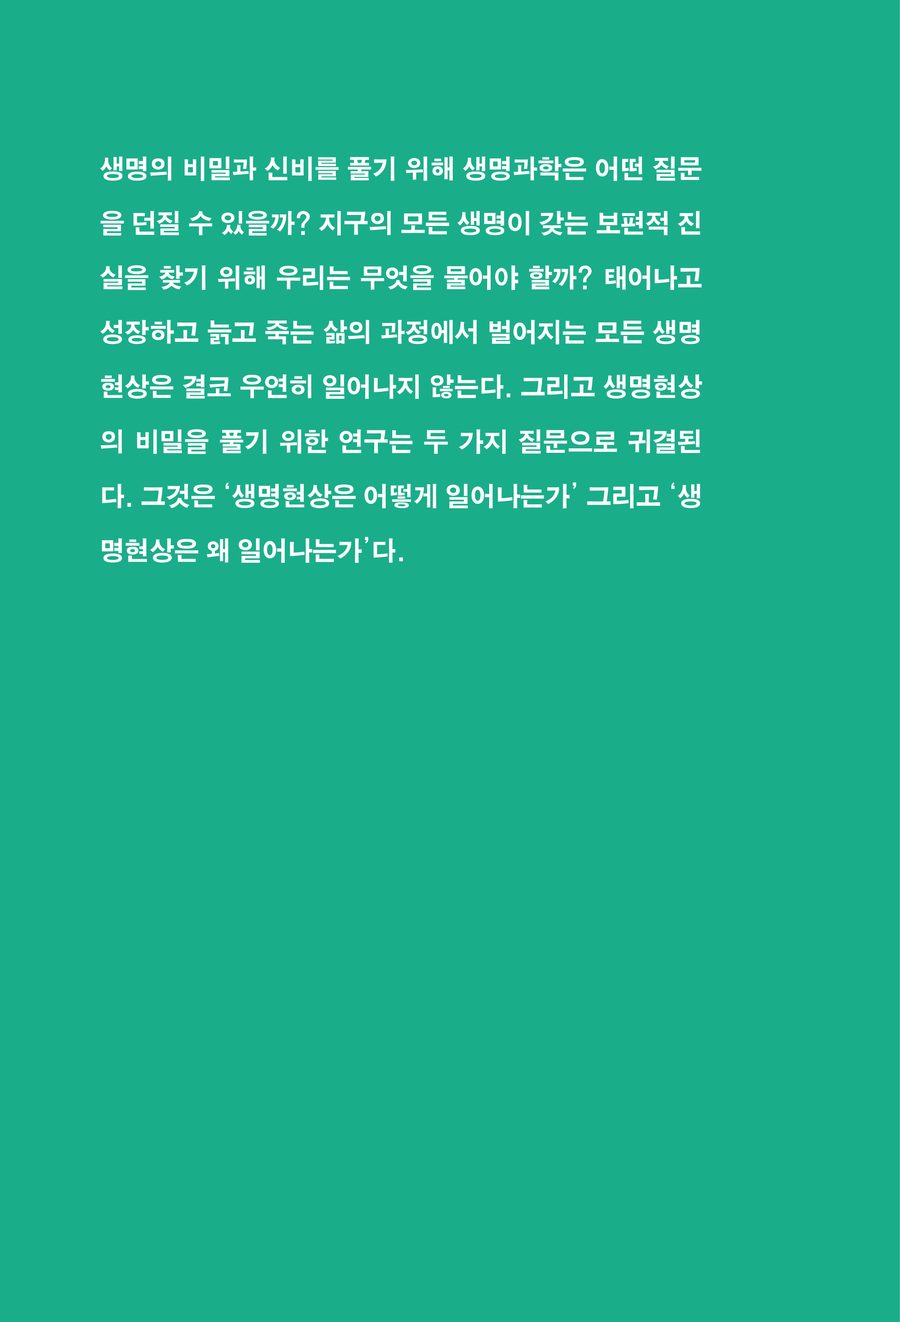 생명의 비밀과 신비를 풀기 위해 생명과학은 어떤 질문
을 던질 수 있을까? 지구의 모든 생명이 갖는 보편적 진
실을 찾기 위해 우리는 무엇을 물어야 할까? 태어나고
성장하고 늙고 죽는 삶의 과정에서 벌어지는 모든 생명
현상은 결코 우연히 일어나지 않는다. 그리고 생명현상
의 비밀을 풀기 위한 연구는 두 가지 질문으로 귀결된
다. 그것은 ‘생명현상은 어떻게 일어나는가’ 그리고 ‘생
명현상은 왜 일어나는가’다.